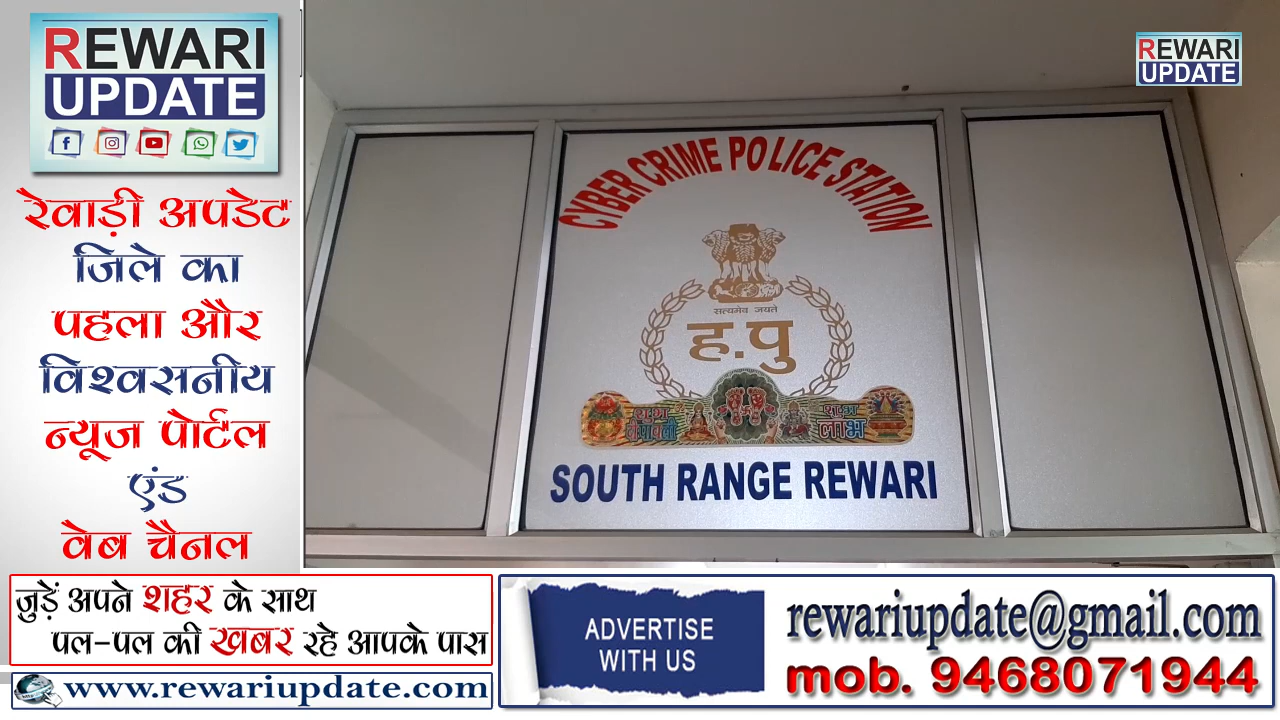 REWARI
UPDATE
रेवाड़ी अपडेट
जिले का
पहला और
विश्वसनीय
न्यूज पोर्टल
एंड
वेब चैनल
REWARI
UPDATE
CYBER CRIME POLICE STATION
सत्यमेव जयते
ह.पु
शुभ
दीपावली
शुभ
लाभ
SOUTH RANGE REWARI
जुड़ें अपने शहर के साथ
पल-पल की खबर रहे आपके पास
www.rewariupdate.com
ADVERTISE
WITH US
rewariupdate@gmail.com
mob. 9468071944